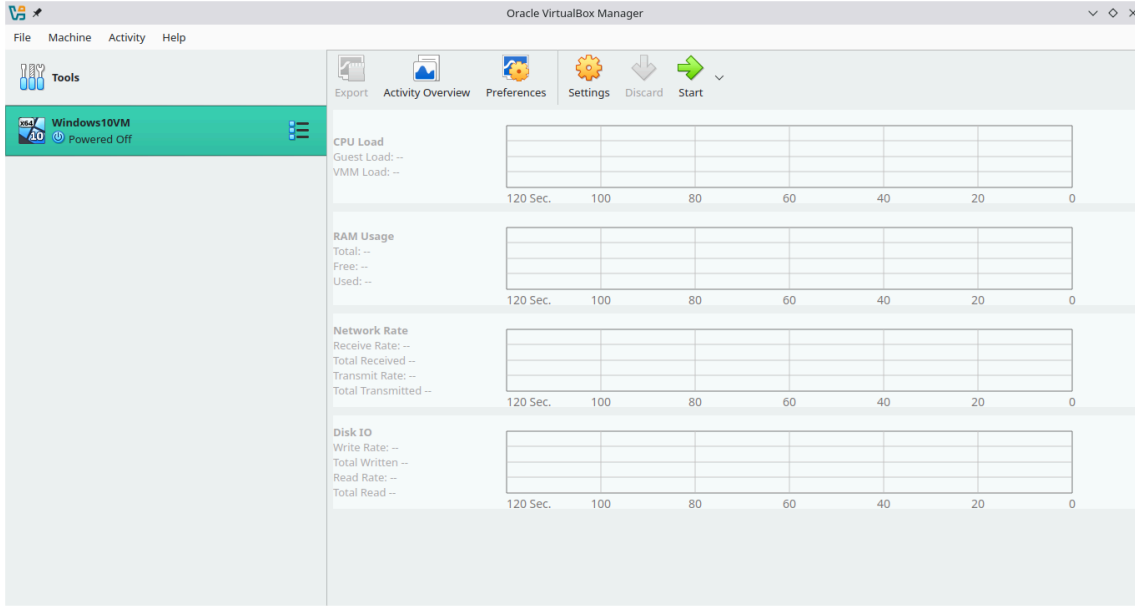 Oracle VirtualBox Manager
File Machine Activity Help
Tools
Export Activity Overview Preferences Settings Discard Start
x64
10
Windows10VM
Powered Off
CPU Load
Guest Load: --
VMM Load: --
120 Sec. 100 80 60 40 20 0
RAM Usage
Total: --
Free: --
Used: --
120 Sec. 100 80 60 40 20 0
Network Rate
Receive Rate: --
Total Received --
Transmit Rate: --
Total Transmitted --
120 Sec. 100 80 60 40 20 0
Disk IO
Write Rate: --
Total Written --
Read Rate: --
Total Read --
120 Sec. 100 80 60 40 20 0